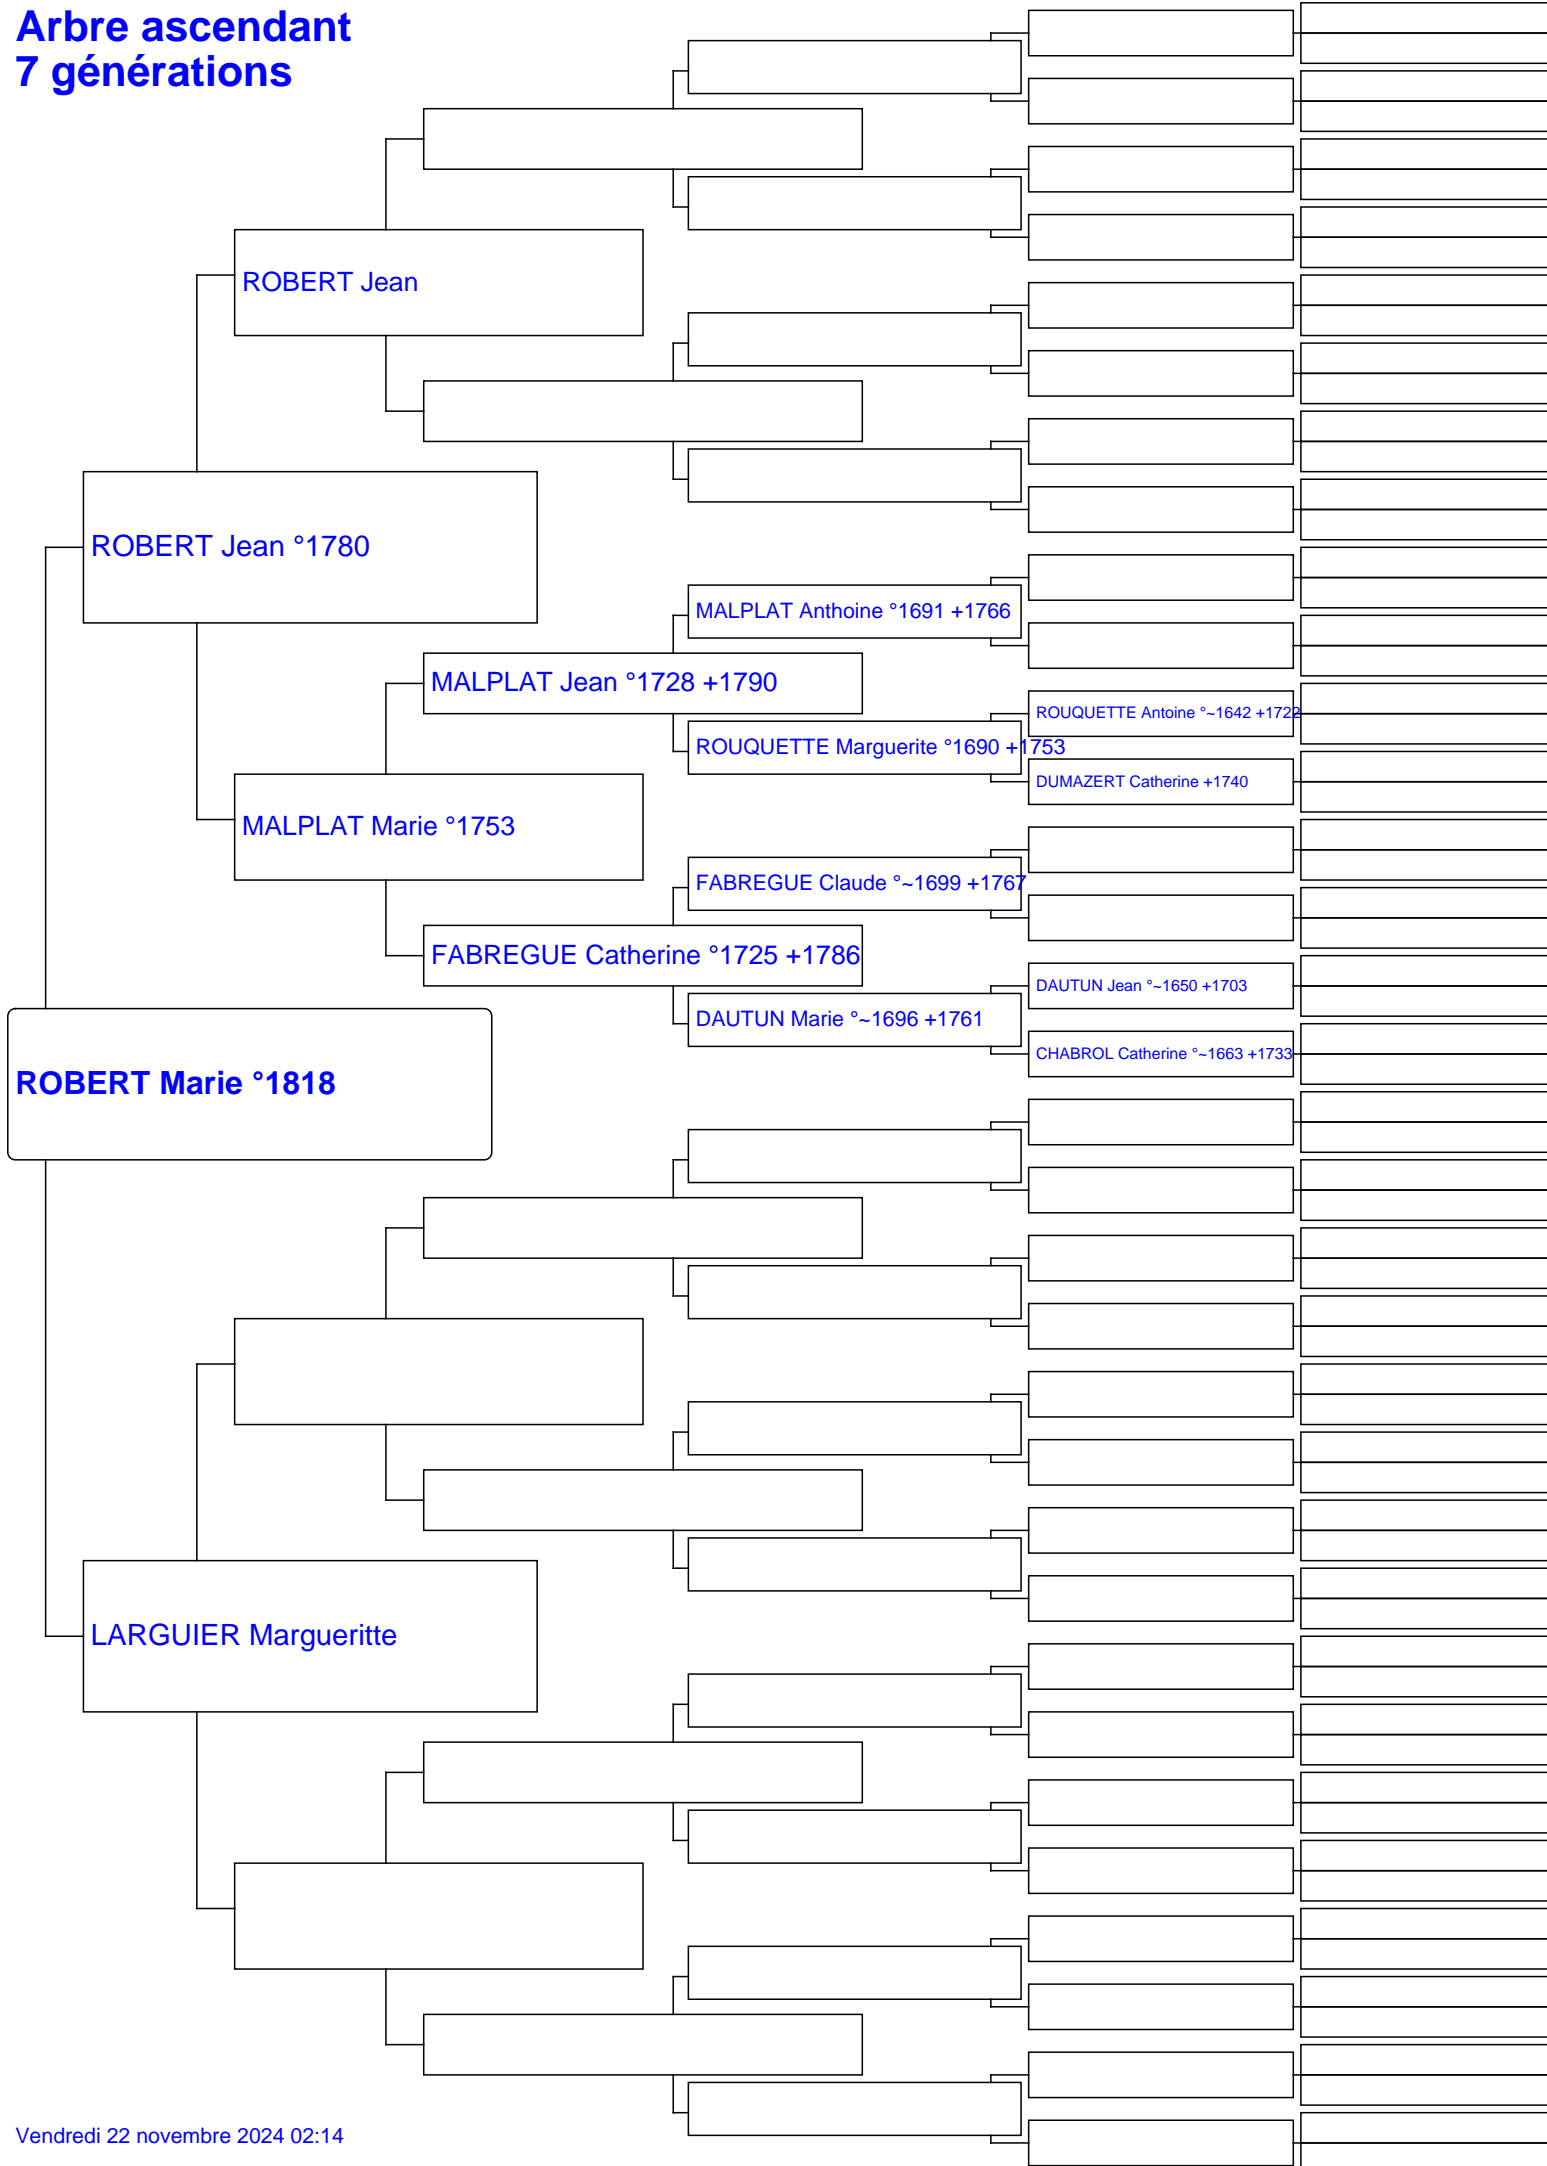 Arbre ascendant
7 générations
ROBERT Jean
ROBERT Jean °1780
MALPLAT Anthoine °1691 +1766
MALPLAT Jean °1728 +1790
ROUQUETTE Antoine °~1642 +1722
ROUQUETTE Marguerite °1690 +1753
DUMAZERT Catherine +1740
MALPLAT Marie °1753
FABREGUE Claude °~1699 +1767
FABREGUE Catherine °1725 +1786
DAUTUN Jean °~1650 +1703
DAUTUN Marie °~1696 +1761
CHABROL Catherine °~1663 +1733
ROBERT Marie °1818
LARGUIER Margueritte
Vendredi 22 novembre 2024 02:14